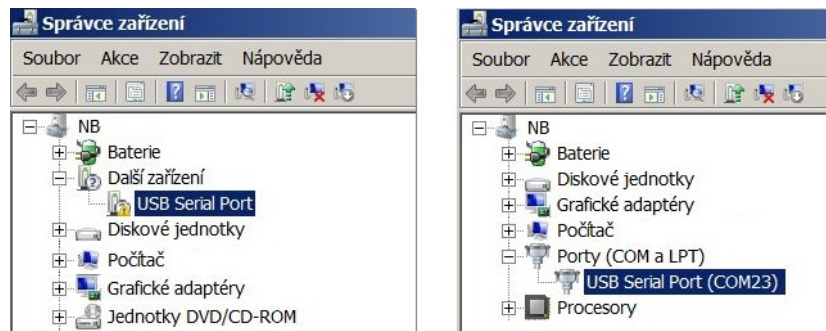 Správce zařízení
Soubor Akce Zobrazit Nápověda
NB
Baterie
Další zařízení
USB Serial Port
Diskové jednotky
Počítač
Grafické adaptéry
Jednotky DVD/CD-ROM
Správce zařízení
Soubor Akce Zobrazit Nápověda
NB
Baterie
Diskové jednotky
Grafické adaptéry
Počítač
Porty (COM a LPT)
USB Serial Port (COM23)
Procesory